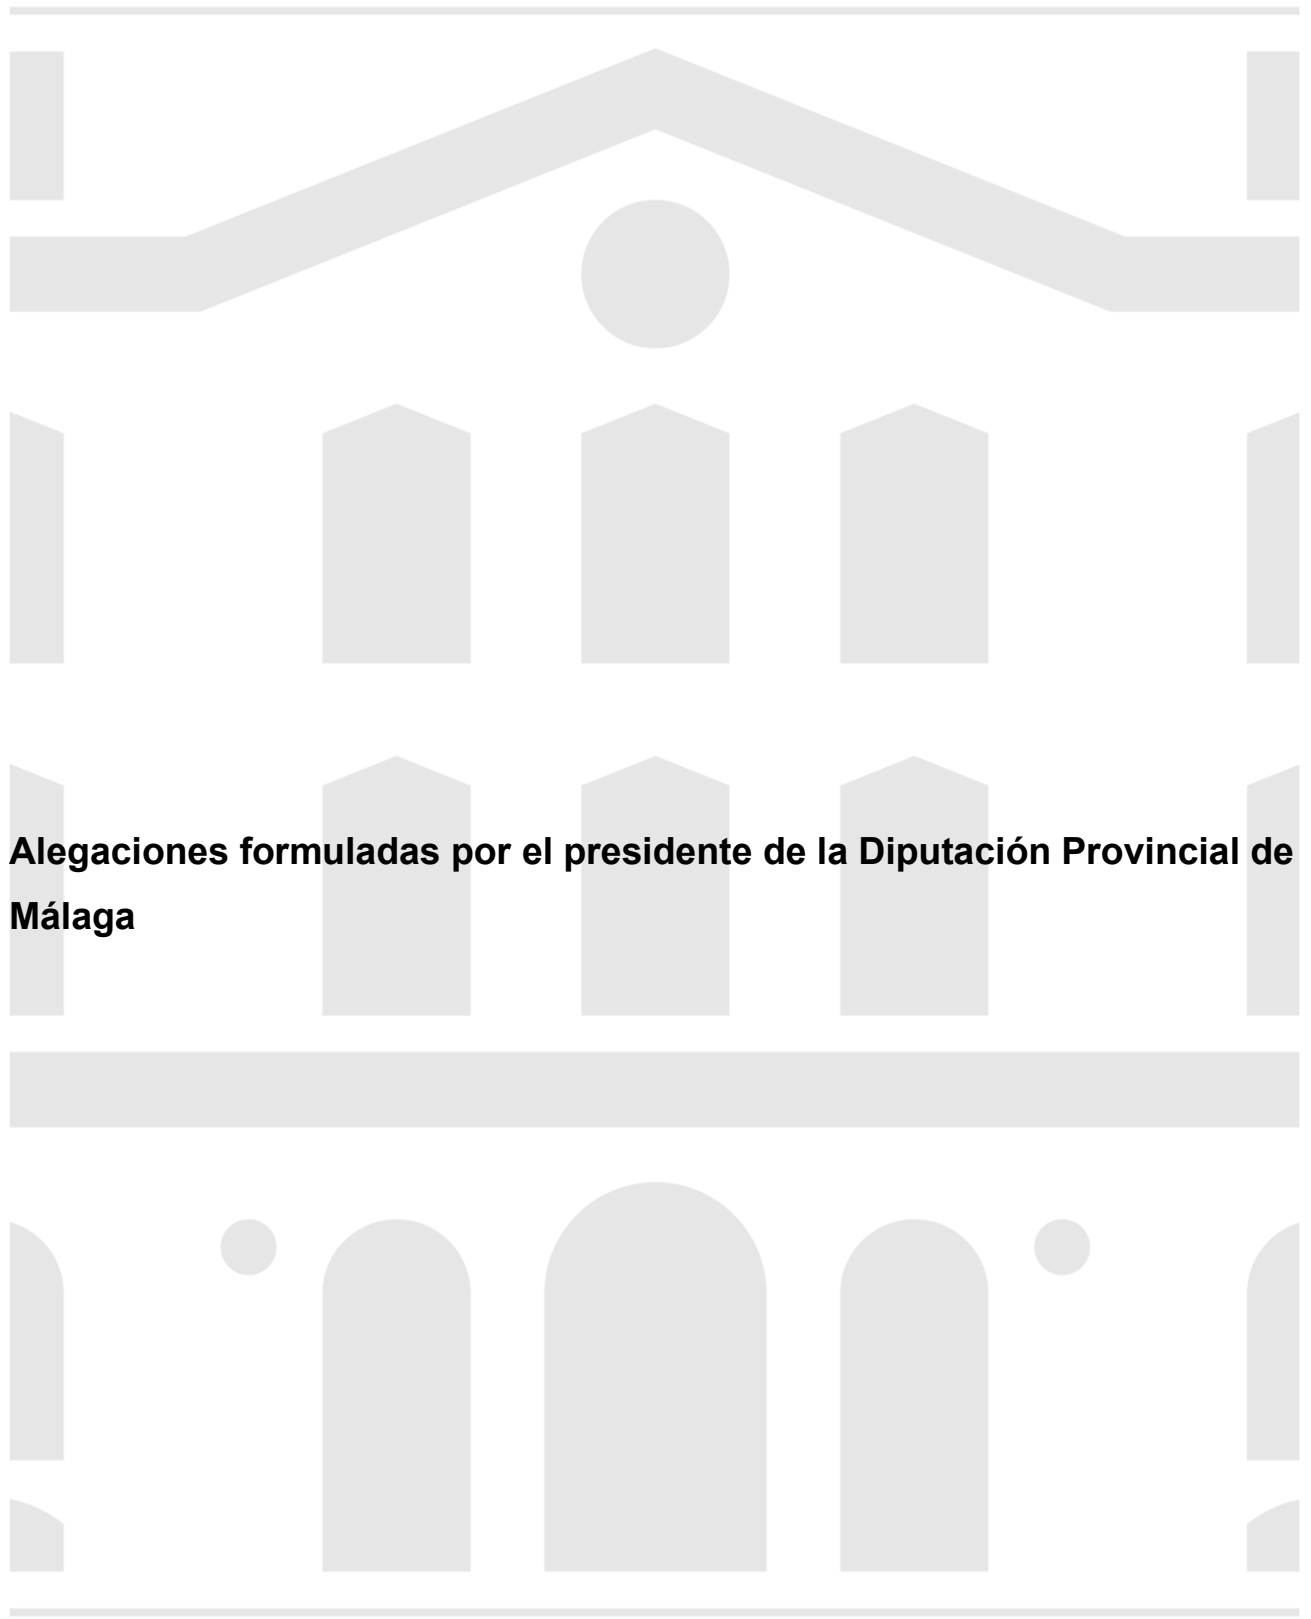 Alegaciones formuladas por el presidente de la Diputación Provincial de
Málaga